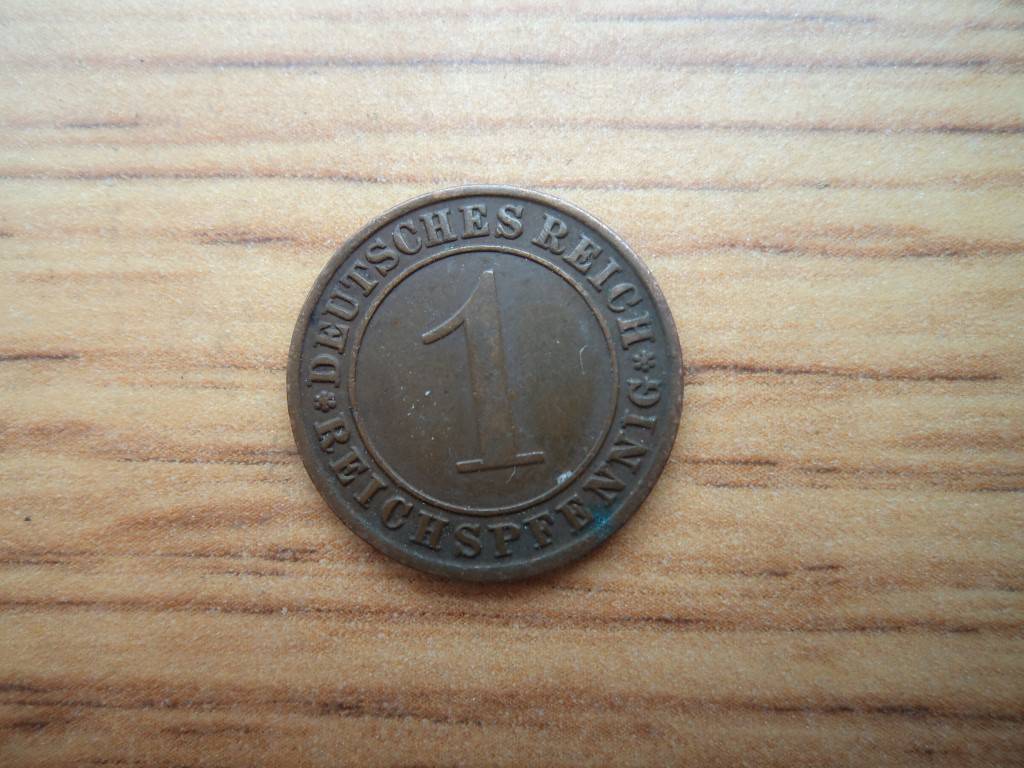 DEUTSCHES REICH
1
*REICHSPFENNIG*